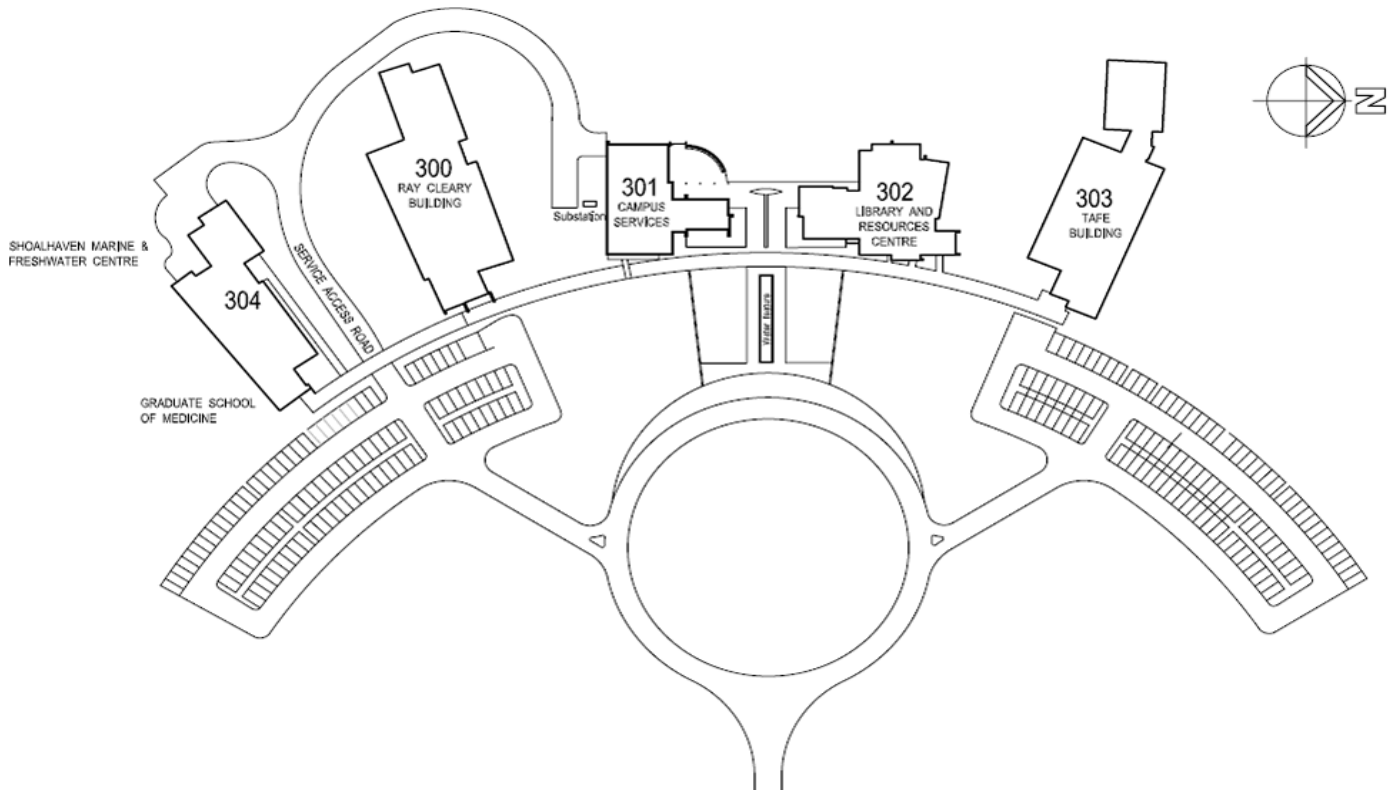 300
RAY CLEARY
BUILDING
301
CAMPUS
SERVICES
Substation
302
LIBRARY AND
RESOURCES
CENTRE
303
TAFE
BUILDING
N
SHOALHAVEN MARINE &
FRESHWATER CENTRE
304
SERVICE ACCESS ROAD
GRADUATE SCHOOL
OF MEDICINE
Water feature